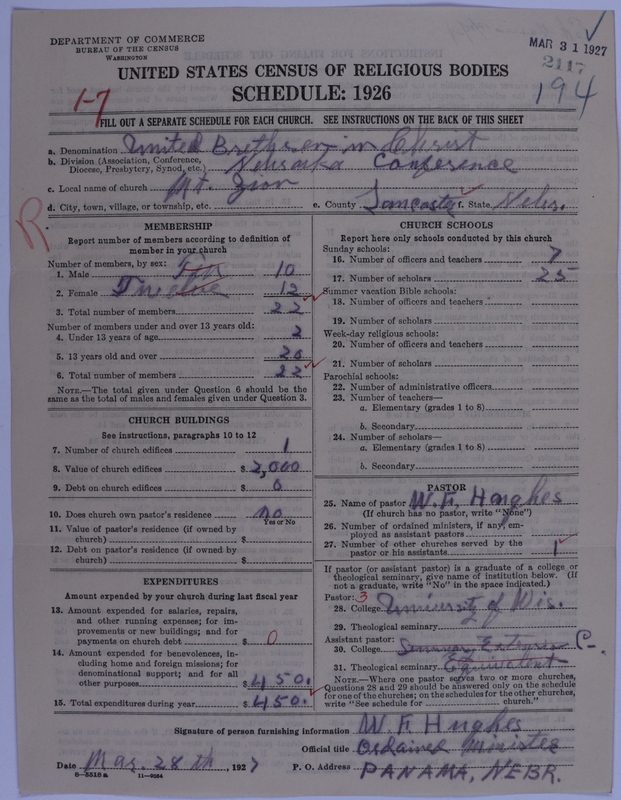 DEPARTMENT OF COMMERCE
BUREAU OF THE CENSUS
WASHINGTON
MAR 31 1927
2117
194
UNITED STATES CENSUS OF RELIGIOUS BODIES
SCHEDULE: 1926
1-7
FILL OUT A SEPARATE SCHEDULE FOR EACH CHURCH. SEE INSTRUCTIONS ON THE BACK OF THIS SHEET
a. Denomination United Brethren in Christ
b. Division (Association, Conference, Diocese, Presbytery, Synod, etc.) Nebraska Conference
c. Local name of church Mt. Zion
d. City, town, village, or township, etc. e. County Lancaster f. State Nebr.
R
MEMBERSHIP
Report number of members according to definition of member in your church
Number of members, by sex:
1. Male Ten 10
2. Female Twelve 12
3. Total number of members 22
Number of members under and over 13 years old:
4. Under 13 years of age 2
5. 13 years old and over 20
6. Total number of members 22
NOTE.—The total given under Question 6 should be the same as the total of males and females given under Question 3.
CHURCH BUILDINGS
See instructions, paragraphs 10 to 12
7. Number of church edifices 1
8. Value of church edifices $ 2,000
9. Debt on church edifices $ 0
10. Does church own pastor's residence no
Yes or No
11. Value of pastor's residence (if owned by church) $
12. Debt on pastor's residence (if owned by church) $
EXPENDITURES
Amount expended by your church during last fiscal year
13. Amount expended for salaries, repairs, and other running expenses; for improvements or new buildings; and for payments on church debt $ 0
14. Amount expended for benevolences, including home and foreign missions; for denominational support; and for all other purposes $ 450.
15. Total expenditures during year $ 450.
CHURCH SCHOOLS
Report here only schools conducted by this church
Sunday schools:
16. Number of officers and teachers 7
17. Number of scholars 25
Summer vacation Bible schools:
18. Number of officers and teachers
19. Number of scholars
Week-day religious schools:
20. Number of officers and teachers
21. Number of scholars
Parochial schools:
22. Number of administrative officers
23. Number of teachers—
a. Elementary (grades 1 to 8)
b. Secondary
24. Number of scholars—
a. Elementary (grades 1 to 8)
b. Secondary
PASTOR
25. Name of pastor W. F. Hughes
(If church has no pastor, write "None")
26. Number of ordained ministers, if any, employed as assistant pastors
27. Number of other churches served by the pastor or his assistants 1
If pastor (or assistant pastor) is a graduate of a college or theological seminary, give name of institution below. (If not a graduate, write "No" in the space indicated.)
Pastor: 3
28. College University of Wis.
29. Theological seminary
Assistant pastor:
30. College Seminary
31. Theological seminary Equivalent
NOTE.—Where one pastor serves two or more churches, Questions 28 and 29 should be answered only on the schedule for one of the churches; on the schedules for the other churches, write "See schedule for church."
Signature of person furnishing information W. F. Hughes
Official title Ordained Minister
Date Mar. 28th, 1927 P. O. Address PANAMA, NEBR.
6—5518 a 11—9264